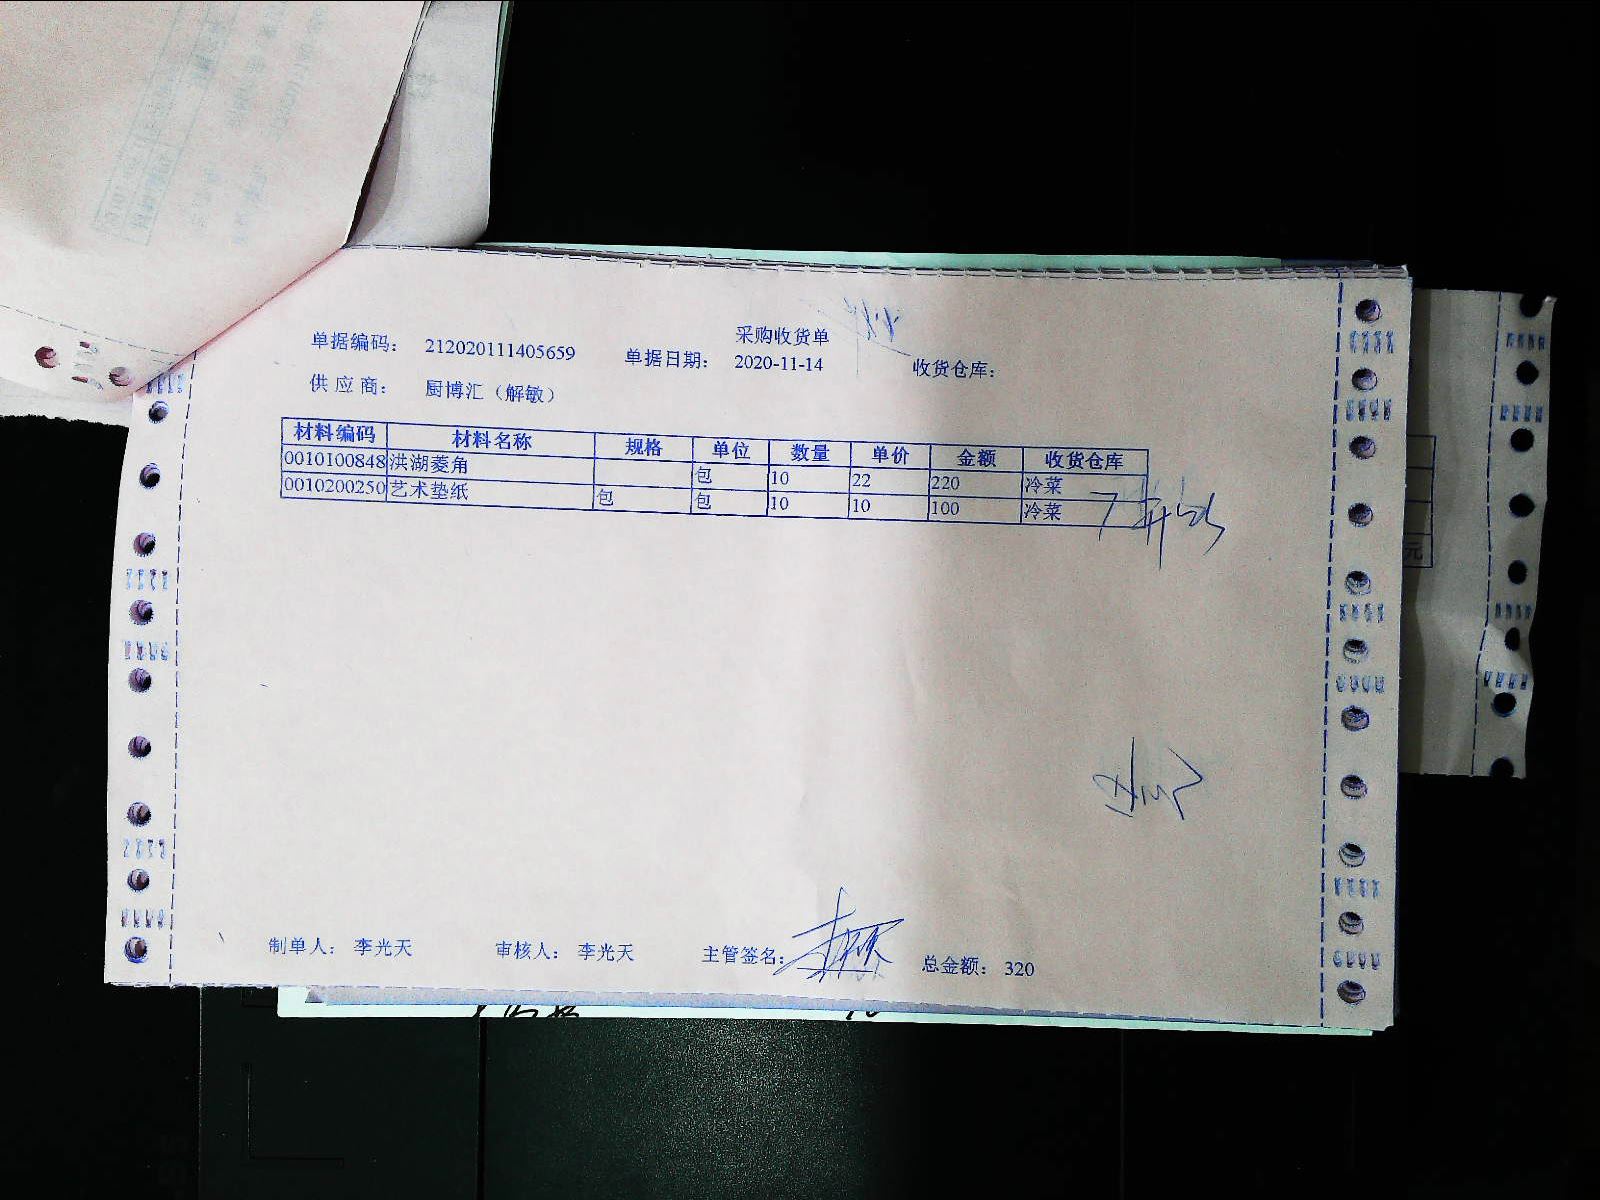 采购收货单
单据编码： 212020111405659 单据日期： 2020-11-14 收货仓库：
供 应 商： 厨博汇（解敏）
材料编码 材料名称 规格 单位 数量 单价 金额 收货仓库
0010100848 洪湖菱角 包 10 22 220 冷菜
0010200250 艺术垫纸 包 包 10 10 100 冷菜
制单人： 李光天 审核人： 李光天 主管签名： 总金额： 320
元